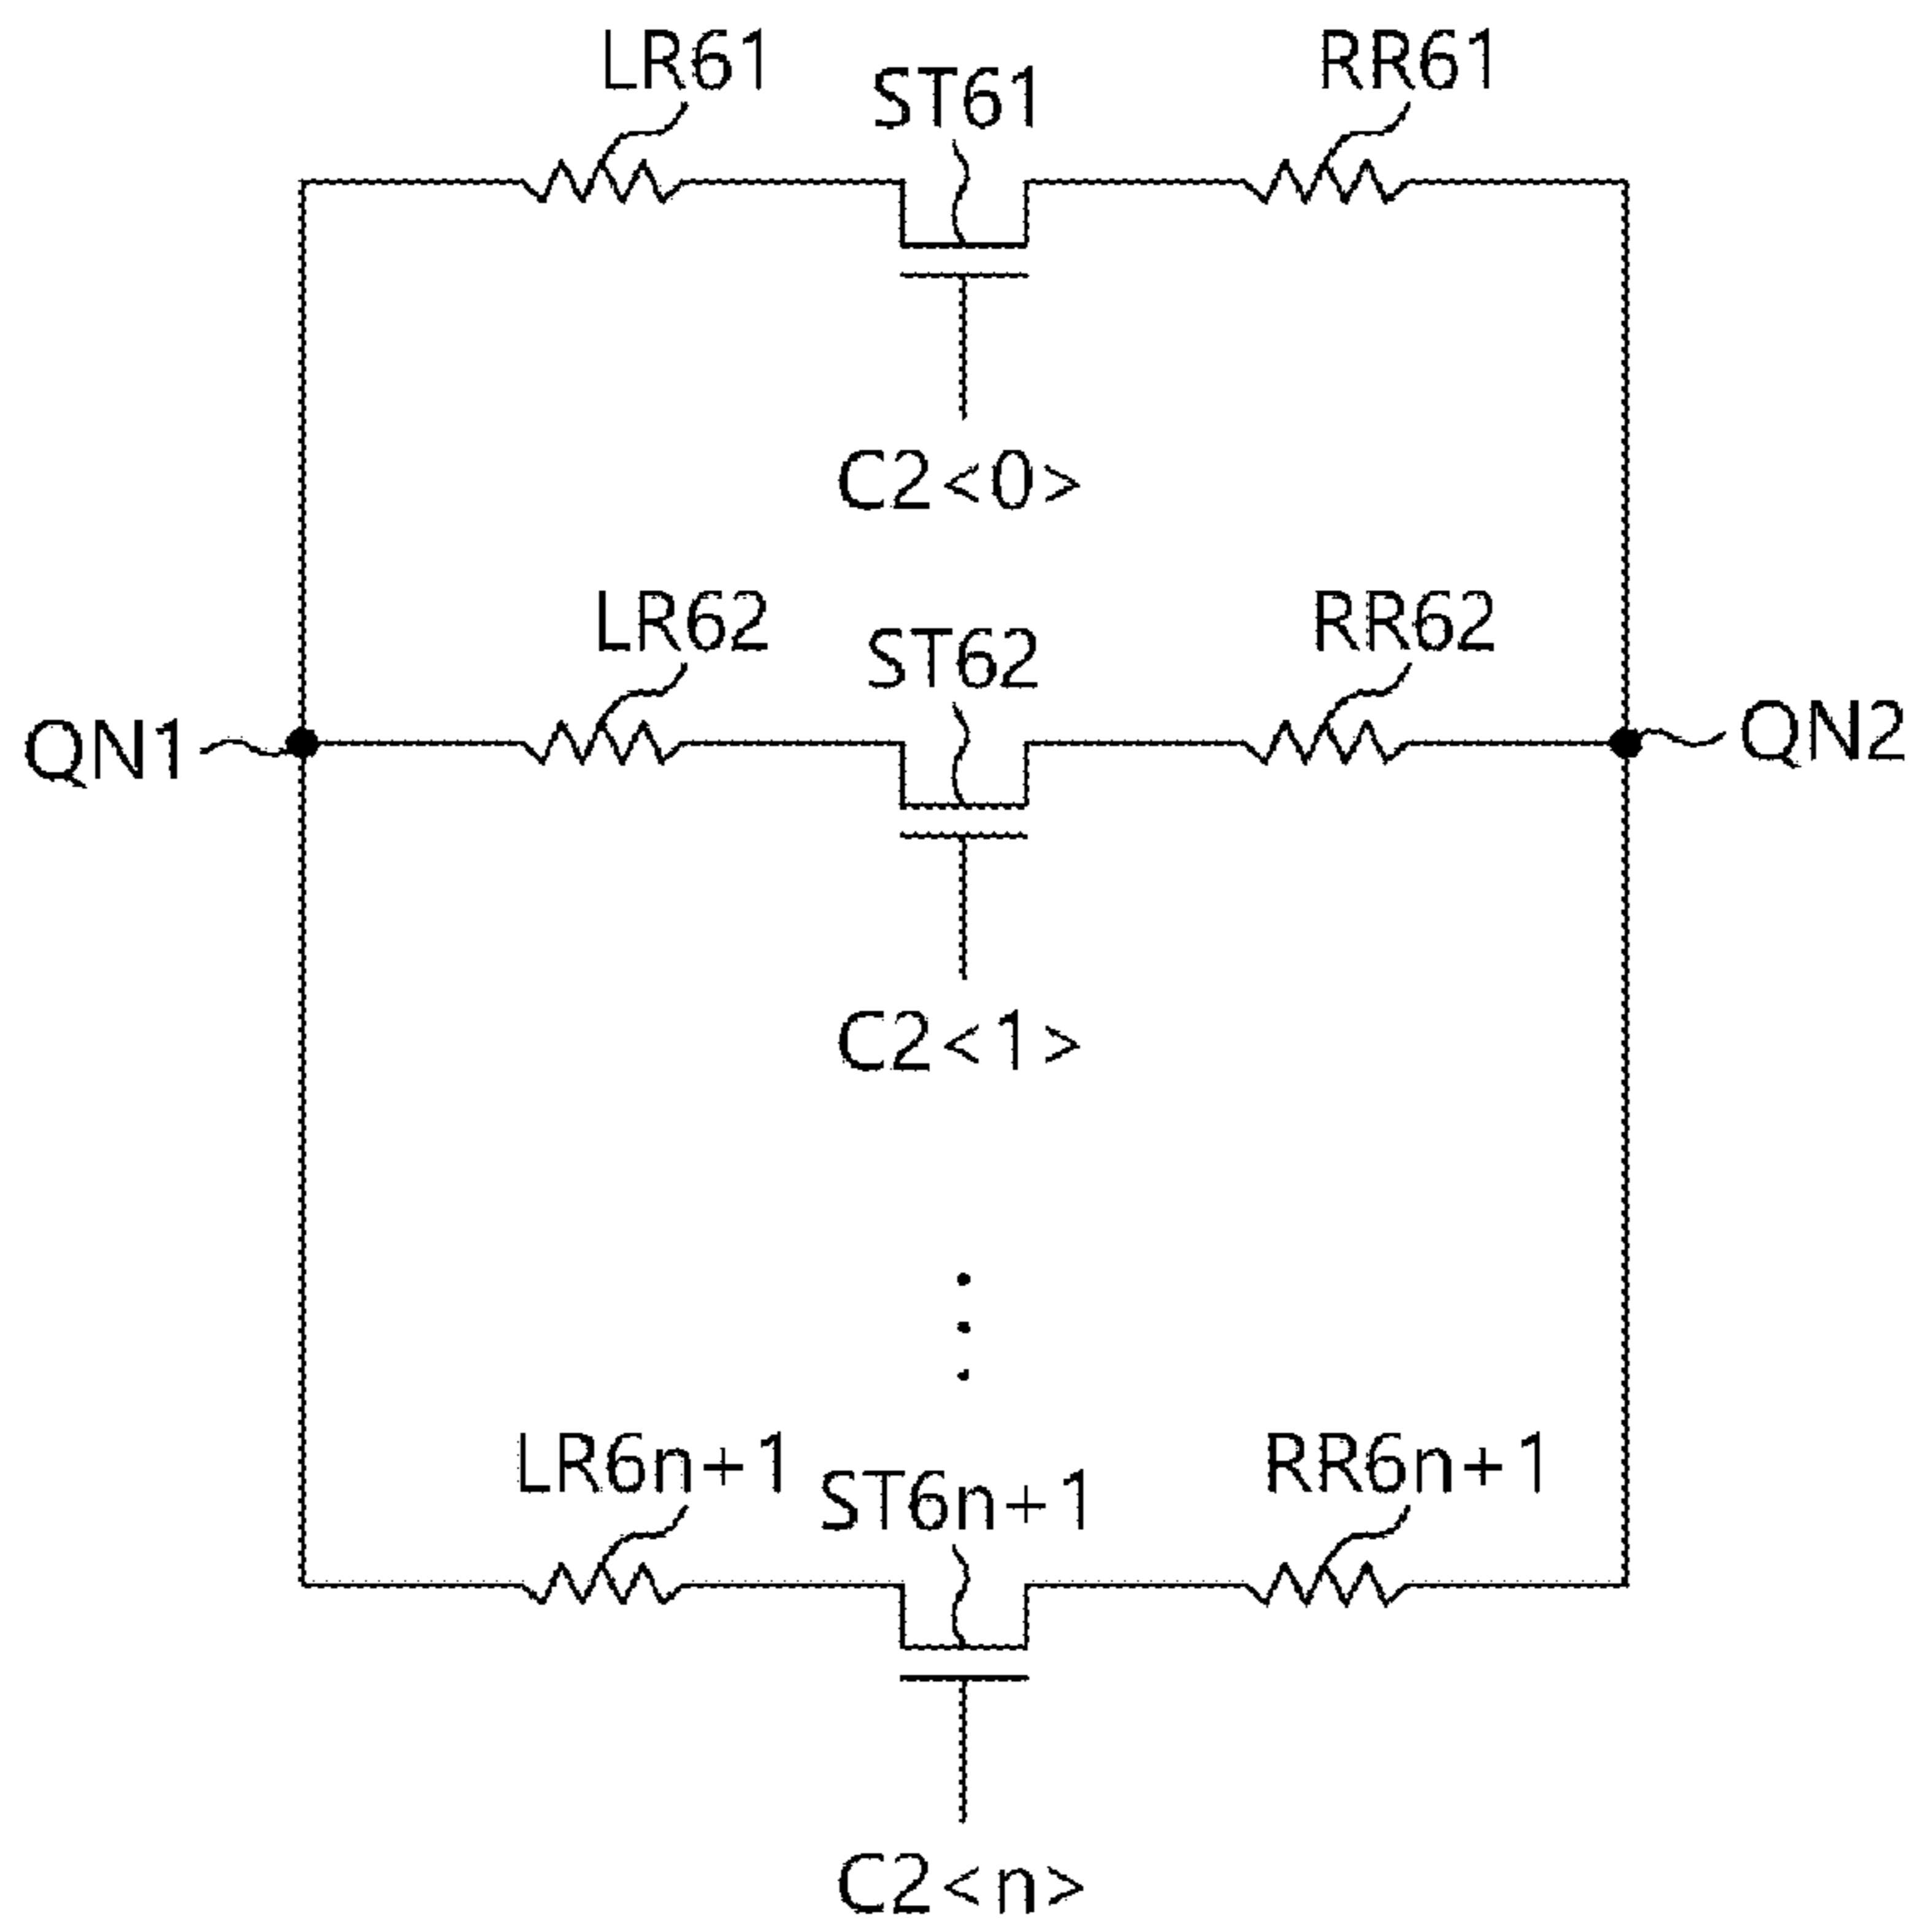 LR61
ST61
RR61
C2<0>
LR62
ST62
RR62
QN1
QN2
C2<1>
LR6n+1
ST6n+1
RR6n+1
C2<n>